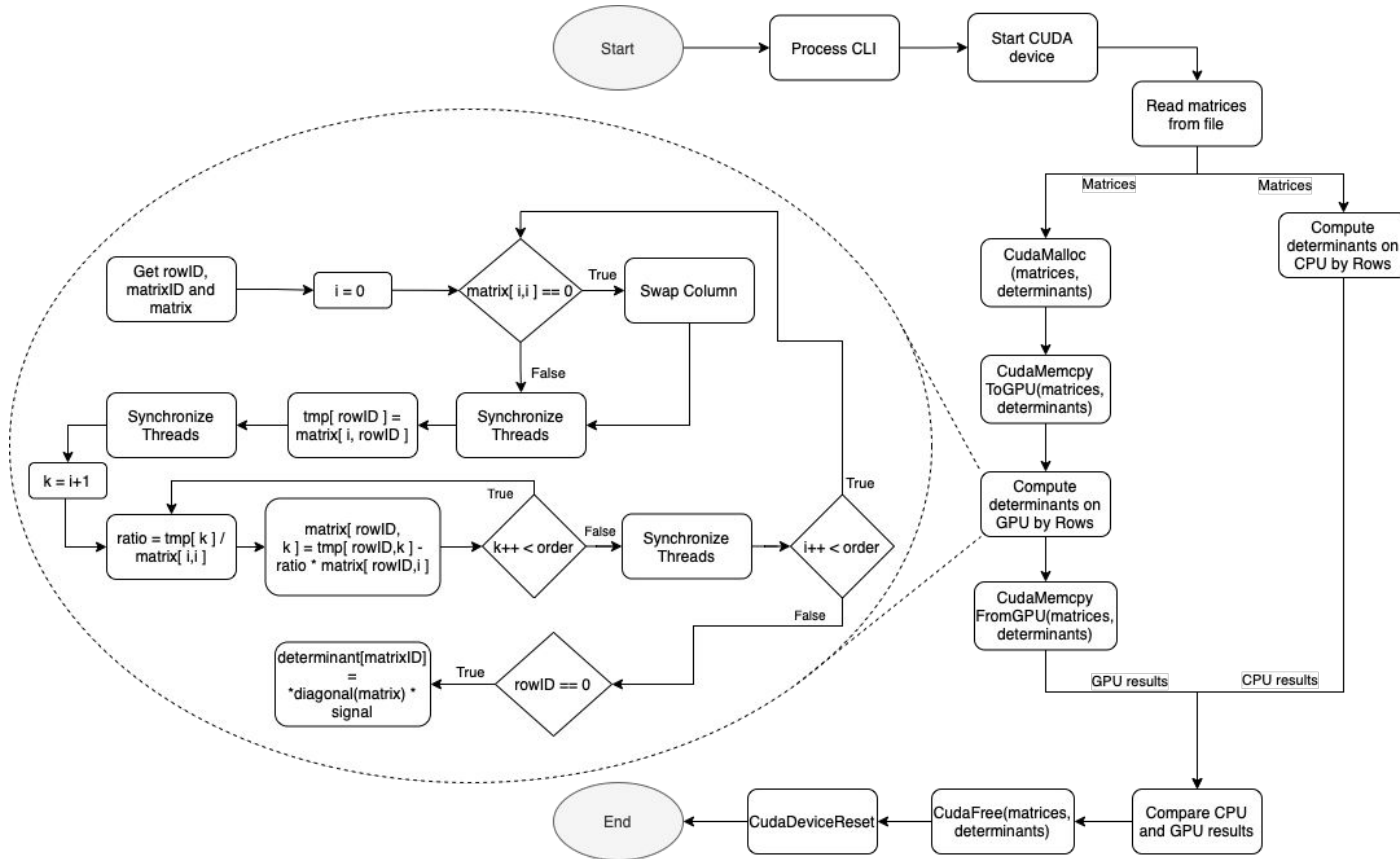 Start
Process CLI
Start CUDA
device
Read matrices
from file
Matrices
Matrices
CudaMalloc
(matrices,
determinants)
Compute
determinants on
CPU by Rows
CudaMemcpy
ToGPU(matrices,
determinants)
Compute
determinants on
GPU by Rows
CudaMemcpy
FromGPU(matrices,
determinants)
GPU results
CPU results
Compare CPU
and GPU results
CudaFree(matrices,
determinants)
CudaDeviceReset
End
Get rowID,
matrixID and
matrix
i = 0
matrix[ i,i ] == 0
True
Swap Column
False
Synchronize
Threads
tmp[ rowID ] =
matrix[ i, rowID ]
Synchronize
Threads
k = i+1
ratio = tmp[ k ] /
matrix[ i,i ]
matrix[ rowID,
k ] = tmp[ rowID,k ] -
ratio * matrix[ rowID,i ]
True
k++ < order
False
Synchronize
Threads
True
i++ < order
False
rowID == 0
True
determinant[matrixID]
=
*diagonal(matrix) *
signal